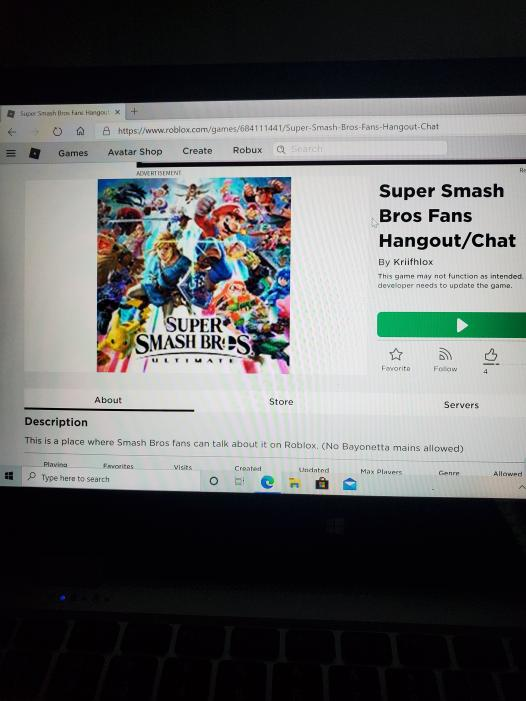 Super Smash Bros Fans Hangout
https://www.roblox.com/games/684111441/Super-Smash-Bros-Fans-Hangout-Chat
Games Avatar Shop Create Robux Search
ADVERTISEMENT
Super Smash
Bros Fans
Hangout/Chat
By Kriifhlox
This game may not function as intended.
developer needs to update the game.
SUPER
SMASH BROS.
ULTIMATE
Favorite Follow 4
About Store Servers
Description
This is a place where Smash Bros fans can talk about it on Roblox. (No Bayonetta mains allowed)
Playing Favorites Visits Created Updated Max Players Genre Allowed
Type here to search